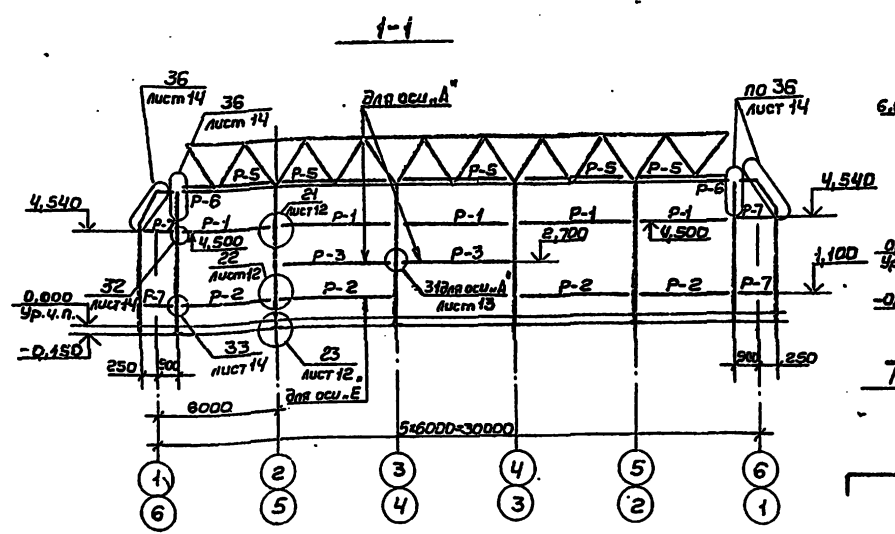 1-1
36
лист 14
36
лист 14
для оси „А"
по 36
лист 14
Р-5 Р-5 Р-5 Р-5
Р-6
Р-6
21
лист 12
4,540
4,540
Р-7
Р-1 Р-1 Р-1 Р-1 Р-1
Р-7
4,500
4,500
2,700
22
лист 12
Р-3 Р-3
1,100
32
лист 14
31 для оси „А"
лист 13
Р-7 Р-2 Р-2 Р-2 Р-2 Р-7
0,000
Ур.ч.п.
-0,150
33
лист 14
23
лист 12
для оси „Е"
250 900
900 250
6000
5×6000=30000
1 2 3 4 5 6
6 5 4 3 2 1